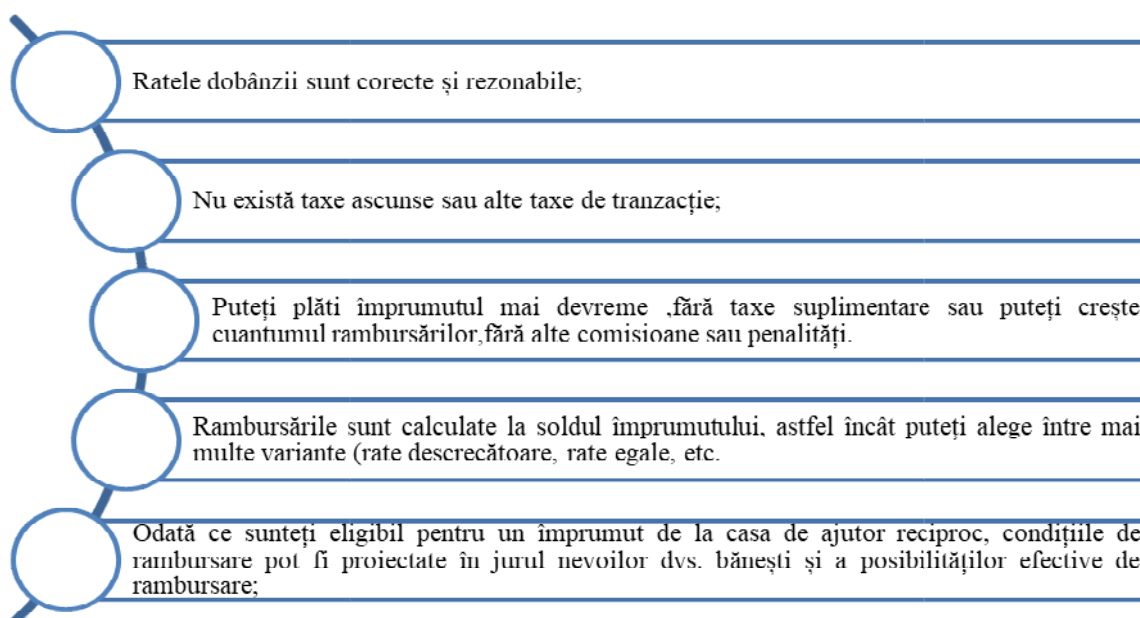 Ratele dobânzii sunt corecte și rezonabile;
Nu există taxe ascunse sau alte taxe de tranzacție;
Puteți plăti împrumutul mai devreme ,fără taxe suplimentare sau puteți crește
cuantumul rambursărilor,fără alte comisioane sau penalități.
Rambursările sunt calculate la soldul împrumutului, astfel încât puteți alege între mai
multe variante (rate descrecătoare, rate egale, etc.
Odată ce sunteți eligibil pentru un împrumut de la casa de ajutor reciproc, condițiile de
rambursare pot fi proiectate în jurul nevoilor dvs. bănești și a posibilităților efective de
rambursare;